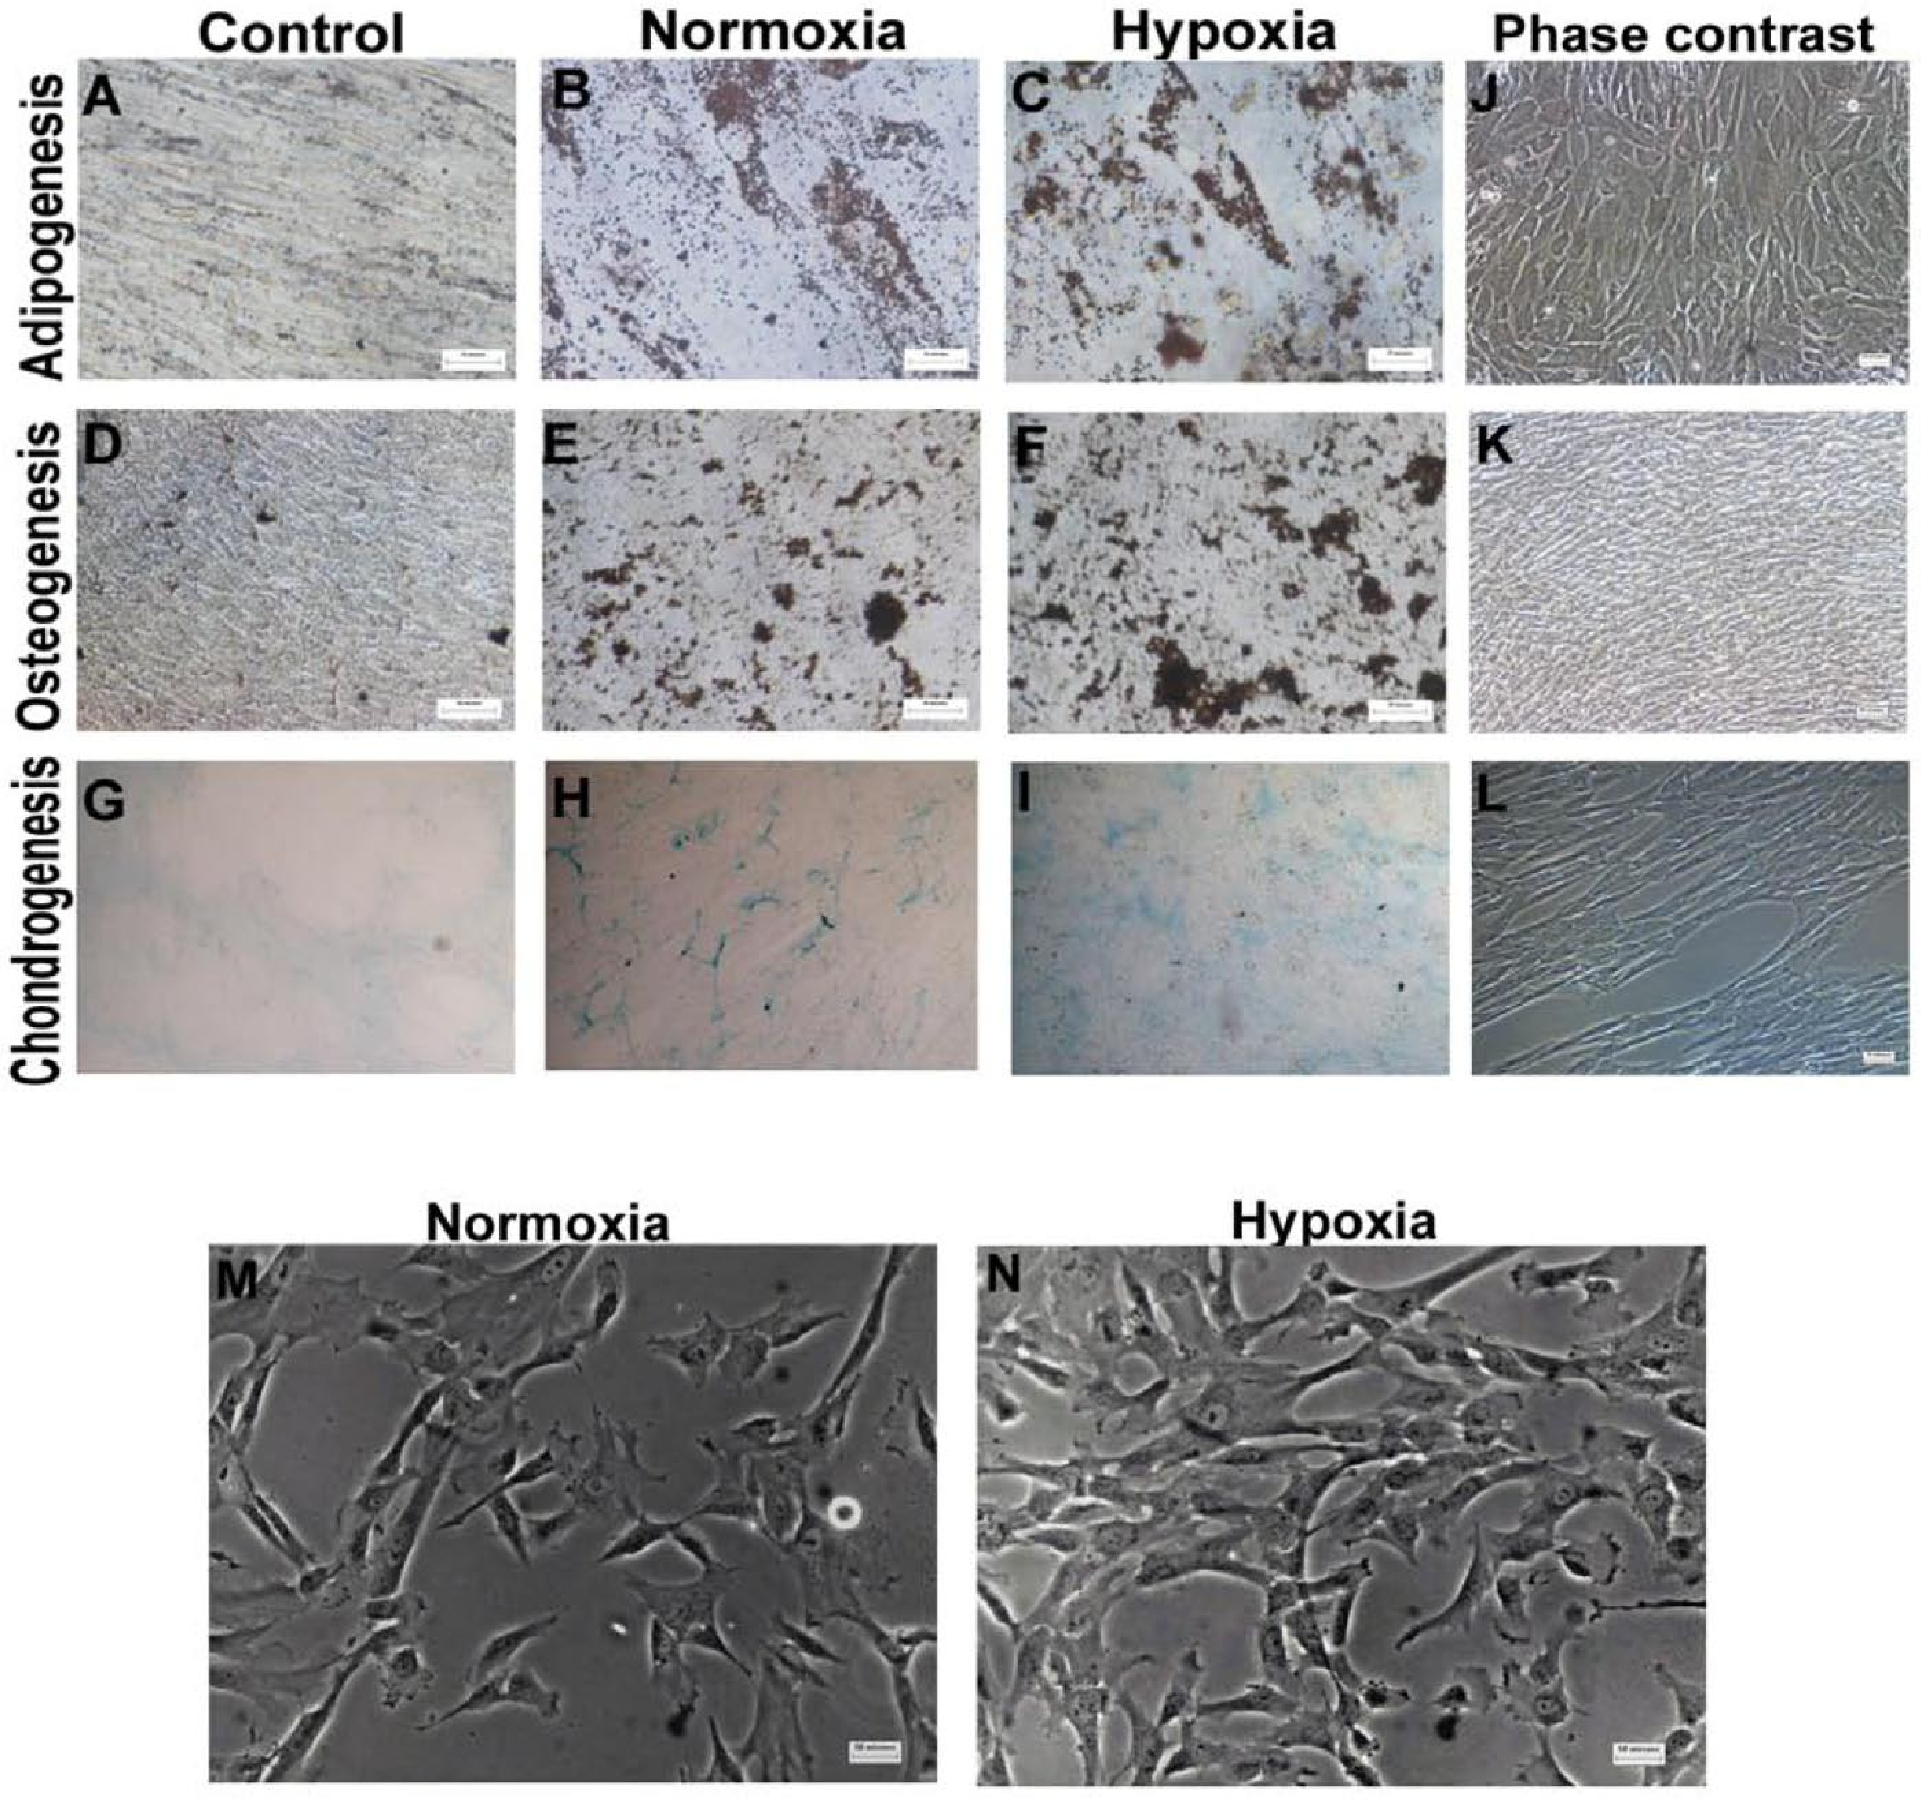 Control Normoxia Hypoxia Phase contrast
Adipogenesis
A B C J
Osteogenesis
D E F K
Chondrogenesis
G H I L
Normoxia Hypoxia
M N